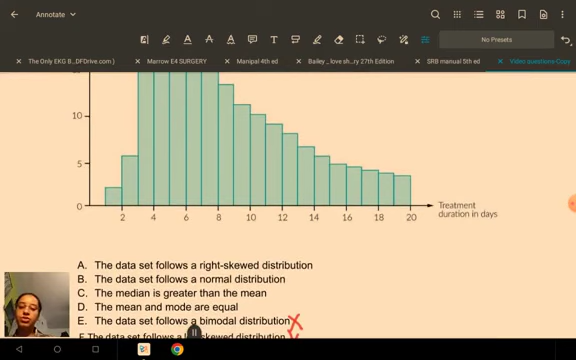 Annotate
No Presets
The Only EKG B,,_DFDrive.com )
Marrow E4 SURGERY
Manipal 4th ed
Bailey _ love sh...ry 27th Edition
SRB manual 5th ed
Video questions-Copy
10
5
0
2 4 6 8 10 12 14 16 18 20
Treatment
duration in days
A. The data set follows a right-skewed distribution
B. The data set follows a normal distribution
C. The median is greater than the mean
D. The mean and mode are equal
E. The data set follows a bimodal distribution